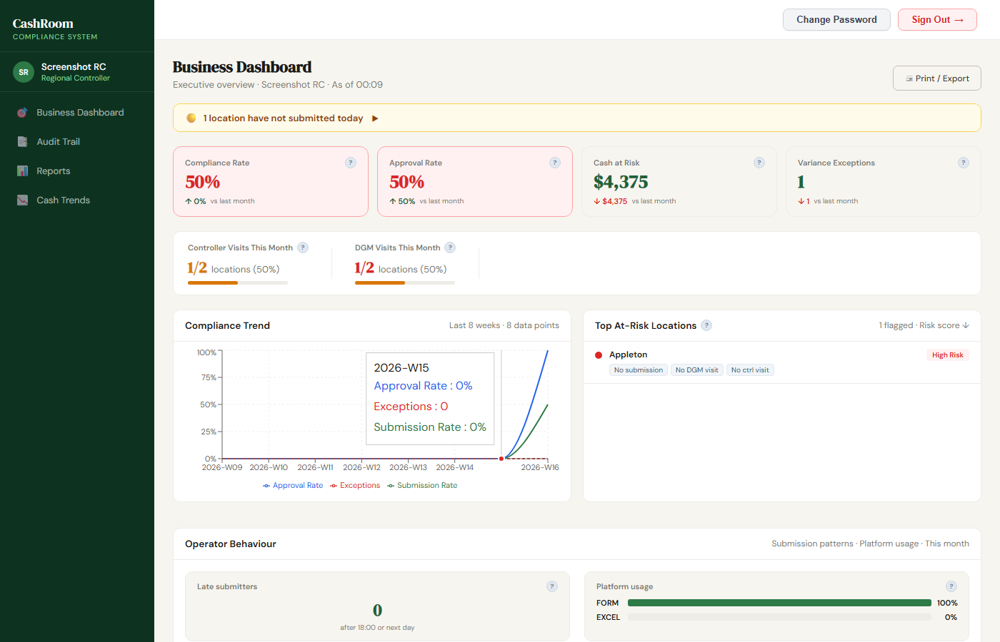 CashRoom
COMPLIANCE SYSTEM
SR
Screenshot RC
Regional Controller
Business Dashboard
Audit Trail
Reports
Cash Trends
Change Password
Sign Out →
Business Dashboard
Executive overview · Screenshot RC · As of 00:09
Print / Export
1 location have not submitted today ▶
Compliance Rate ?
50%
↑ 0% vs last month
Approval Rate ?
50%
↑ 50% vs last month
Cash at Risk ?
$4,375
↓ $4,375 vs last month
Variance Exceptions ?
1
↓ 1 vs last month
Controller Visits This Month ?
1/2 locations (50%)
DGM Visits This Month ?
1/2 locations (50%)
Compliance Trend
Last 8 weeks · 8 data points
100%
75%
50%
25%
0%
2026-W15
Approval Rate : 0%
Exceptions : 0
Submission Rate : 0%
2026-W09 2026-W10 2026-W11 2026-W12 2026-W13 2026-W14 2026-W16
Approval Rate Exceptions Submission Rate
Top At-Risk Locations ?
1 flagged · Risk score ↓
Appleton
High Risk
No submission No DGM visit No ctrl visit
Operator Behaviour
Submission patterns · Platform usage · This month
Late submitters ?
0
after 18:00 or next day
Platform usage ?
FORM 100%
EXCEL 0%